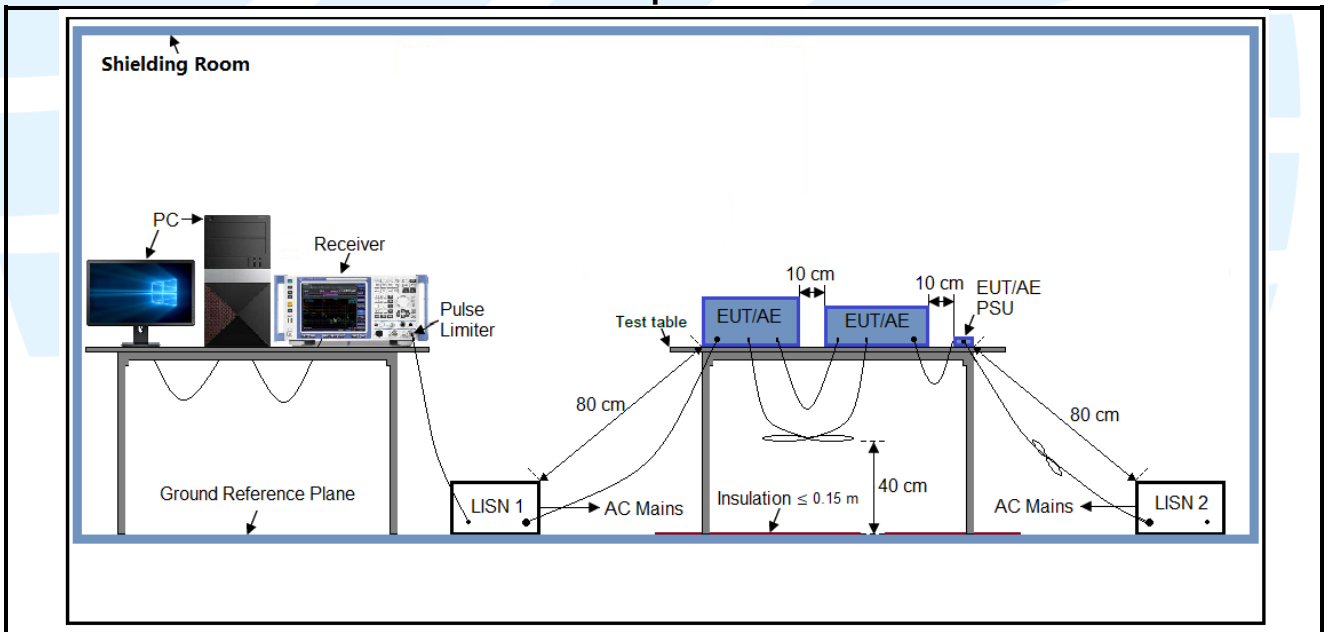 Shielding Room
PC
Receiver
Pulse
Limiter
10 cm
10 cm
EUT/AE
PSU
Test table
EUT/AE
EUT/AE
80 cm
80 cm
40 cm
Ground Reference Plane
LISN 1
AC Mains
Insulation ≤ 0.15 m
AC Mains
LISN 2